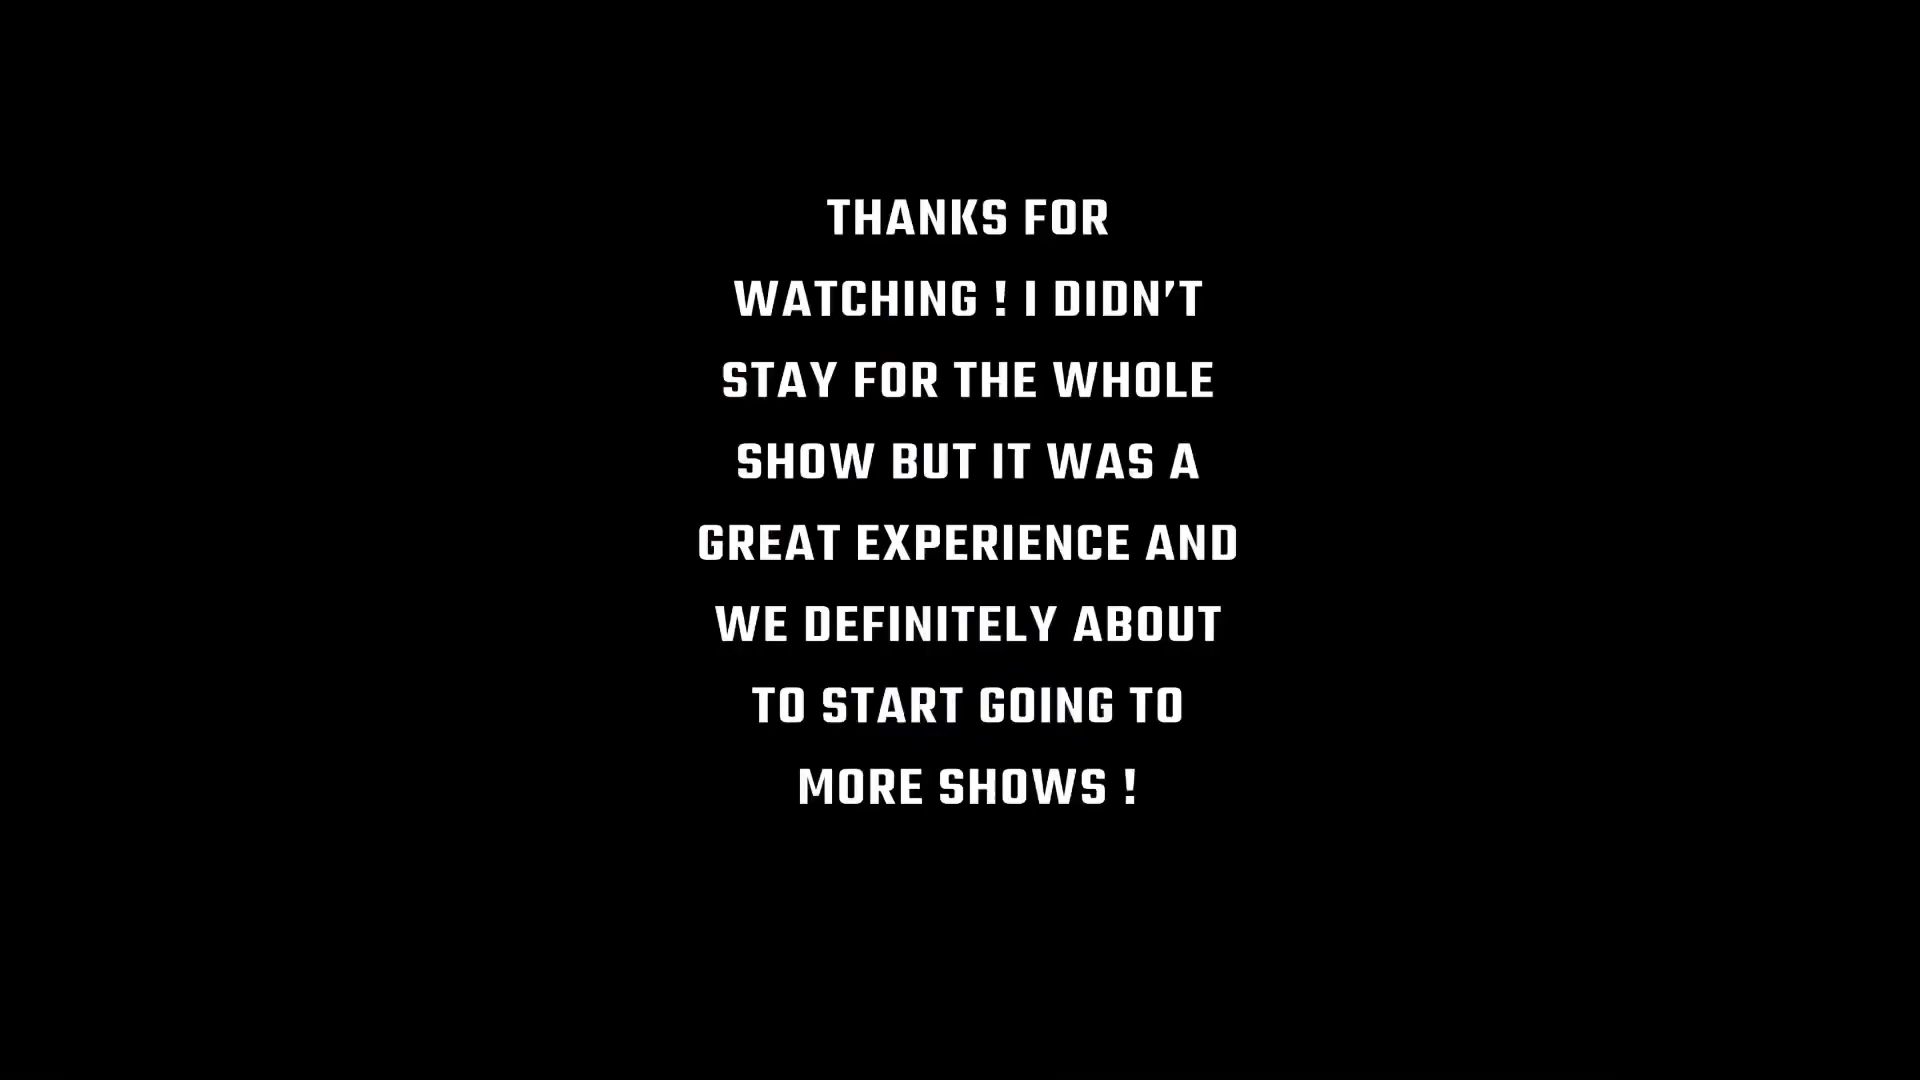 THANKS FOR
WATCHING ! I DIDN’T
STAY FOR THE WHOLE
SHOW BUT IT WAS A
GREAT EXPERIENCE AND
WE DEFINITELY ABOUT
TO START GOING TO
MORE SHOWS !